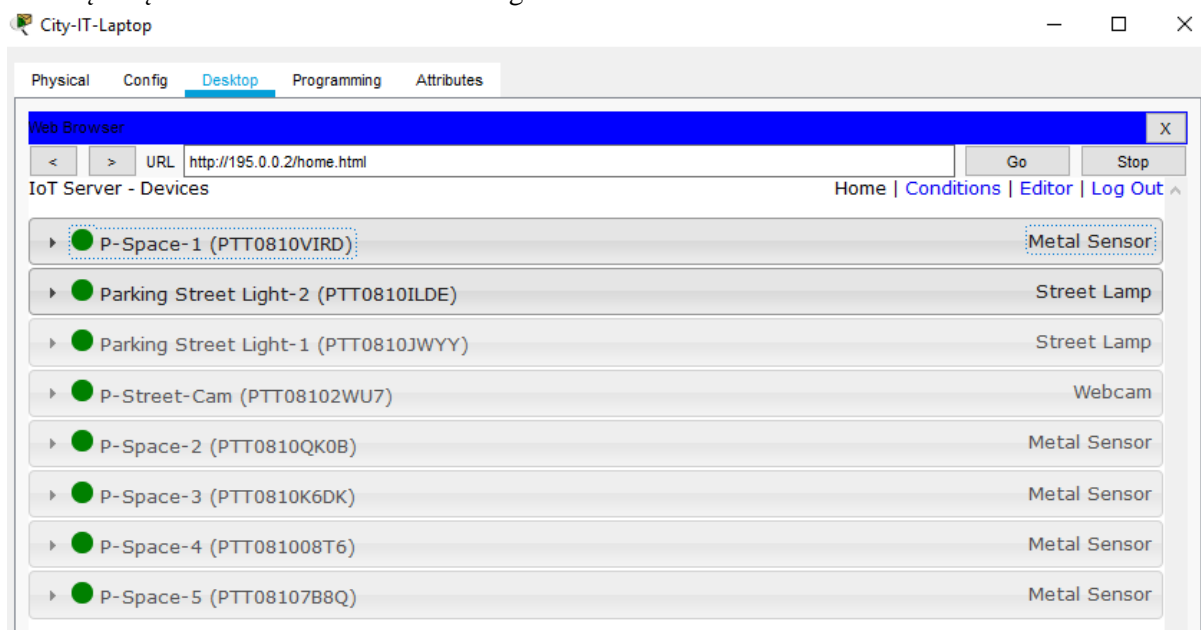 City-IT-Laptop
Physical Config Desktop Programming Attributes
Web Browser X
< > URL http://195.0.0.2/home.html Go Stop
IoT Server - Devices Home | Conditions | Editor | Log Out
P-Space-1 (PTT0810VIRD) Metal Sensor
Parking Street Light-2 (PTT0810ILDE) Street Lamp
Parking Street Light-1 (PTT0810JWYY) Street Lamp
P-Street-Cam (PTT08102WU7) Webcam
P-Space-2 (PTT0810QK0B) Metal Sensor
P-Space-3 (PTT0810K6DK) Metal Sensor
P-Space-4 (PTT081008T6) Metal Sensor
P-Space-5 (PTT08107B8Q) Metal Sensor